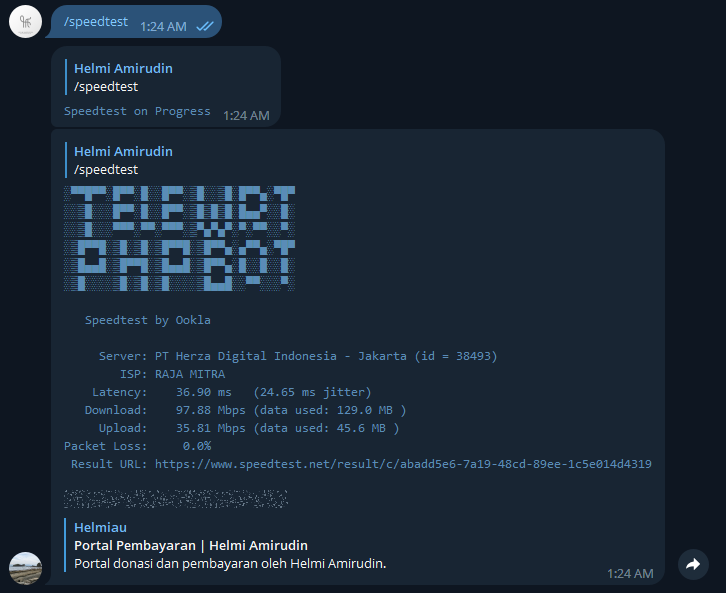 /speedtest
1:24 AM
Helmi Amirudin
/speedtest
Speedtest on Progress
1:24 AM
Helmi Amirudin
/speedtest
Speedtest by Ookla
Server: PT Herza Digital Indonesia - Jakarta (id = 38493)
ISP: RAJA MITRA
Latency: 36.90 ms (24.65 ms jitter)
Download: 97.88 Mbps (data used: 129.0 MB )
Upload: 35.81 Mbps (data used: 45.6 MB )
Packet Loss: 0.0%
Result URL: https://www.speedtest.net/result/c/abadd5e6-7a19-48cd-89ee-1c5e014d4319
Helmiau
Portal Pembayaran | Helmi Amirudin
Portal donasi dan pembayaran oleh Helmi Amirudin.
1:24 AM